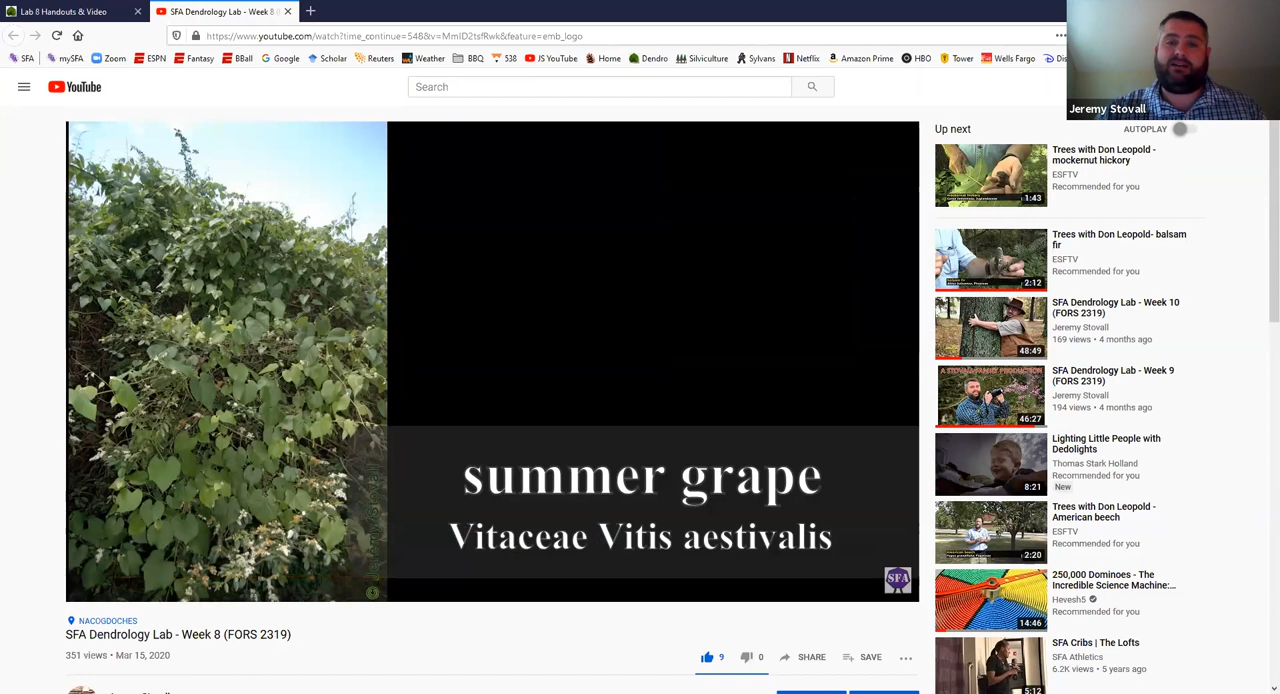 Lab 8 Handouts & Video
SFA Dendrology Lab - Week 8 (
https://www.youtube.com/watch?time_continue=548&v=MmID2tsfRwk&feature=emb_logo
SFA mySFA Zoom ESPN Fantasy BBall Google Scholar Reuters Weather BBQ 538 JS YouTube Home Dendro Silviculture Sylvans Netflix Amazon Prime HBO Tower Wells Fargo Dis
Jeremy Stovall
YouTube
Search
summer grape
Vitaceae Vitis aestivalis
SFA
NACOGDOCHES
SFA Dendrology Lab - Week 8 (FORS 2319)
351 views • Mar 15, 2020
9 0 SHARE SAVE
Up next
AUTOPLAY
Trees with Don Leopold -
mockernut hickory
ESFTV
Recommended for you
1:43
Trees with Don Leopold- balsam
fir
ESFTV
Recommended for you
2:12
SFA Dendrology Lab - Week 10
(FORS 2319)
Jeremy Stovall
169 views • 4 months ago
48:49
A STOVALL FAMILY PRODUCTION
SFA Dendrology Lab - Week 9
(FORS 2319)
Jeremy Stovall
194 views • 4 months ago
46:27
Lighting Little People with
Dedolights
Thomas Stark Holland
Recommended for you
New
8:21
Trees with Don Leopold -
American beech
ESFTV
Recommended for you
2:20
250,000 Dominoes - The
Incredible Science Machine:...
Hevesh5
Recommended for you
14:46
SFA Cribs | The Lofts
SFA Athletics
6.2K views • 5 years ago
5:12